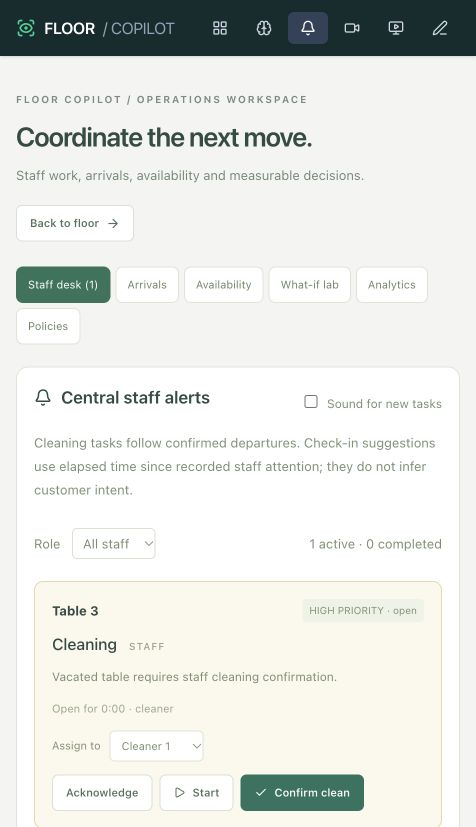 FLOOR / COPILOT
FLOOR COPILOT / OPERATIONS WORKSPACE
Coordinate the next move.
Staff work, arrivals, availability and measurable decisions.
Back to floor →
Staff desk (1) Arrivals Availability What-if lab Analytics
Policies
Central staff alerts
Sound for new tasks
Cleaning tasks follow confirmed departures. Check-in suggestions
use elapsed time since recorded staff attention; they do not infer
customer intent.
Role All staff 1 active · 0 completed
Table 3 HIGH PRIORITY · open
Cleaning STAFF
Vacated table requires staff cleaning confirmation.
Open for 0:00 · cleaner
Assign to Cleaner 1
Acknowledge Start Confirm clean